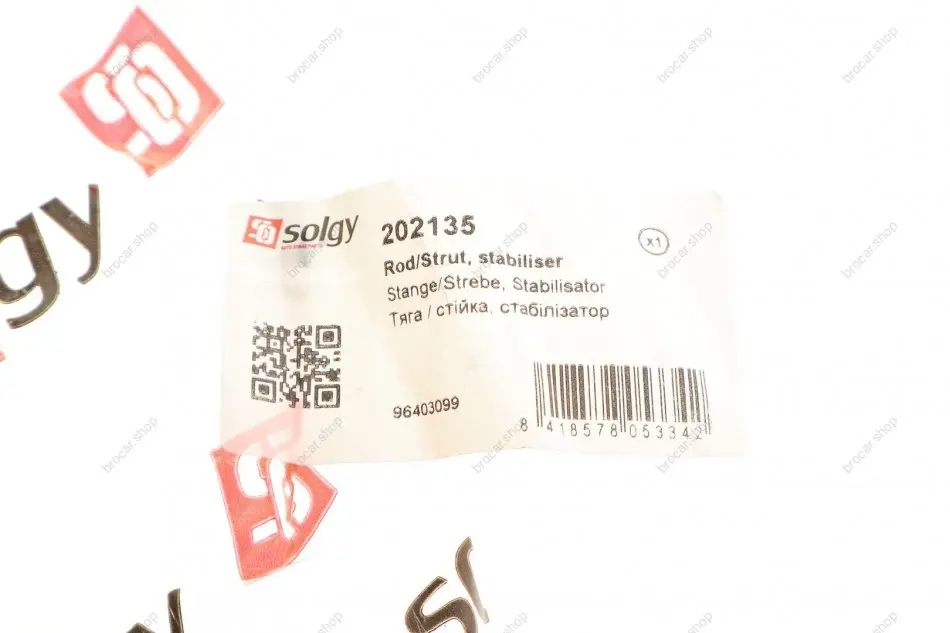 solgy
202135
x1
Rod/Strut, stabiliser
Stange/Strebe, Stabilisator
Тяга / стійка, стабілізатор
96403099
8 418578 053342
gy
brocar.shop